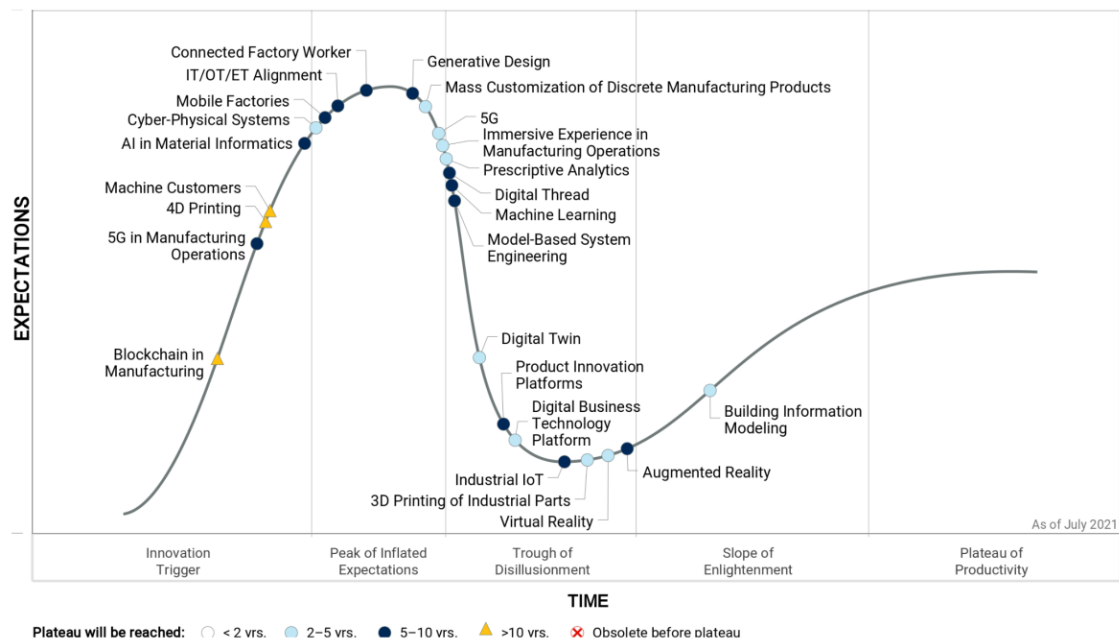 Connected Factory Worker
IT/OT/ET Alignment
Mobile Factories
Cyber-Physical Systems
AI in Material Informatics
Machine Customers
4D Printing
5G in Manufacturing
Operations
Blockchain in
Manufacturing
Generative Design
Mass Customization of Discrete Manufacturing Products
5G
Immersive Experience in
Manufacturing Operations
Prescriptive Analytics
Digital Thread
Machine Learning
Model-Based System
Engineering
Digital Twin
Product Innovation
Platforms
Digital Business
Technology
Platform
Industrial IoT
3D Printing of Industrial Parts
Virtual Reality
Augmented Reality
Building Information
Modeling
EXPECTATIONS
As of July 2021
Innovation
Trigger
Peak of Inflated
Expectations
Trough of
Disillusionment
Slope of
Enlightenment
Plateau of
Productivity
TIME
Plateau will be reached: < 2 yrs. 2–5 yrs. 5–10 yrs. >10 yrs. Obsolete before plateau